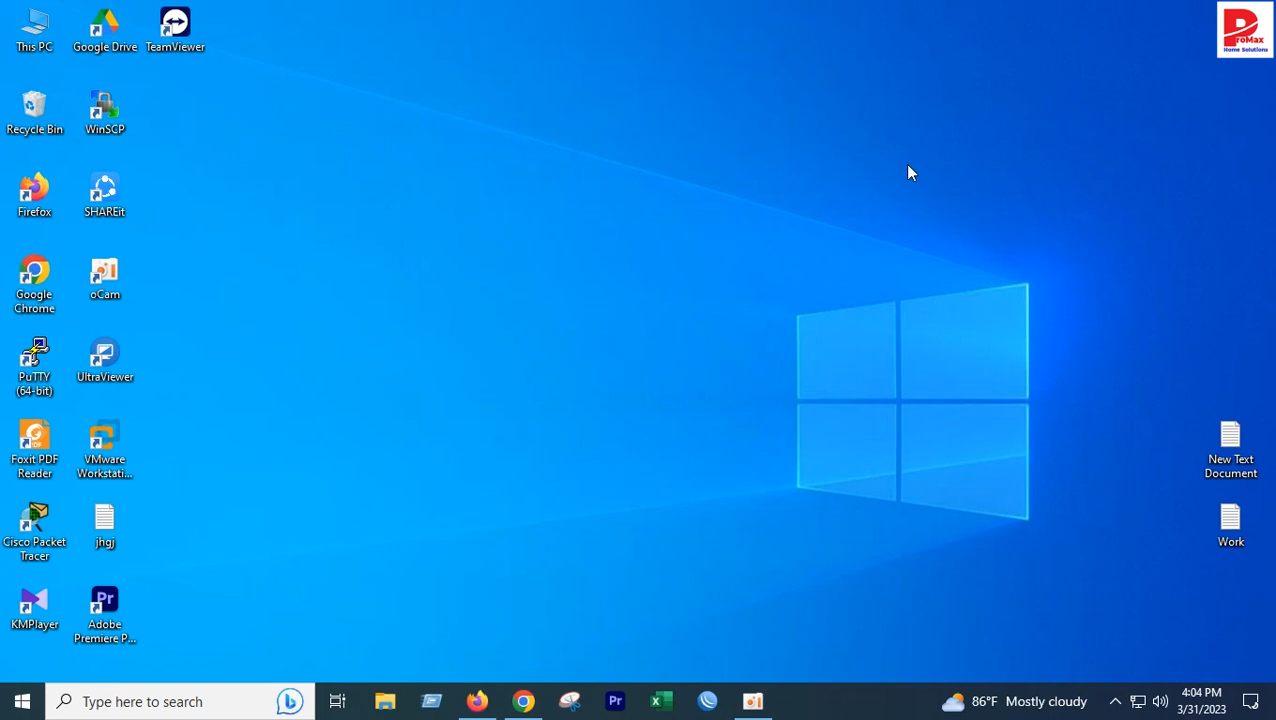 This PC
Google Drive
TeamViewer
Recycle Bin
WinSCP
Firefox
SHAREit
Google
Chrome
oCam
PuTTY
(64-bit)
UltraViewer
Foxit PDF
Reader
VMware
Workstati...
Cisco Packet
Tracer
jhgj
KMPlayer
Adobe
Premiere P...
ProMax
Home Solutions
New Text
Document
Work
Type here to search
86°F Mostly cloudy
4:04 PM
3/31/2023